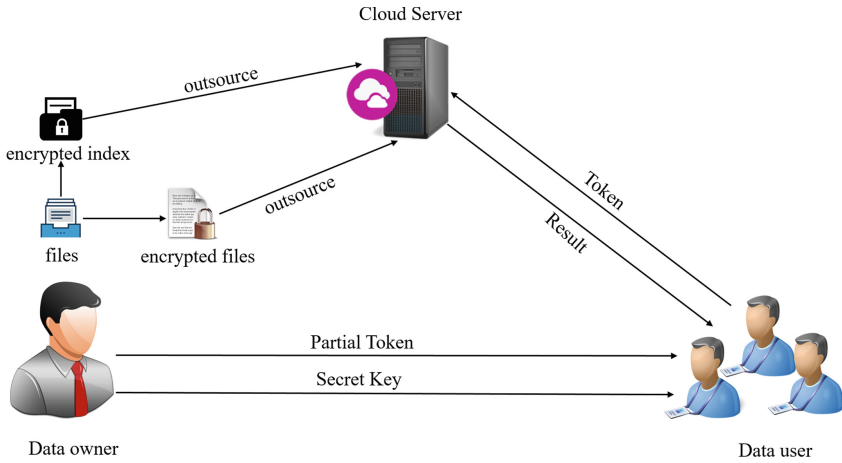 Cloud Server
outsource
encrypted index
outsource
files
encrypted files
Token
Result
Partial Token
Secret Key
Data owner
Data user